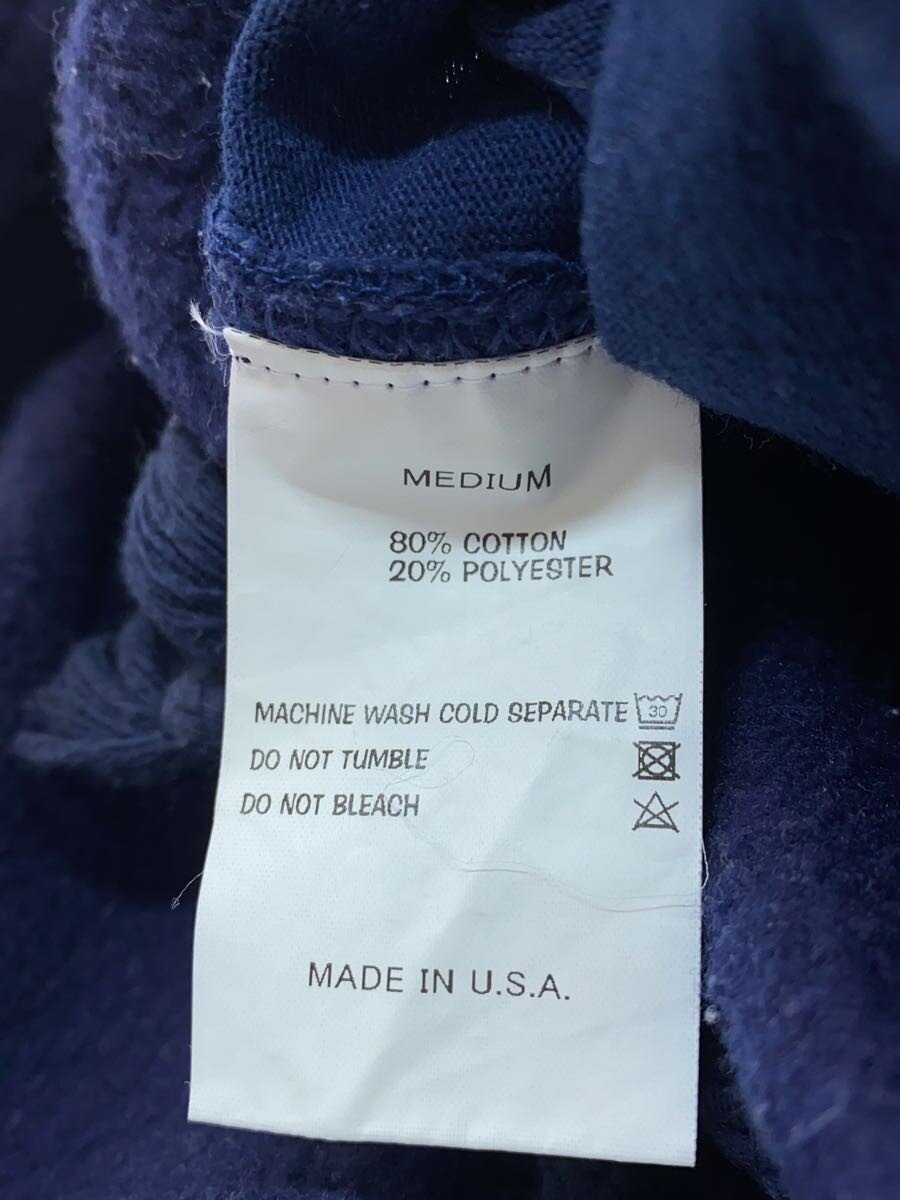 MEDIUM
80% COTTON
20% POLYESTER
MACHINE WASH COLD SEPARATE 30
DO NOT TUMBLE
DO NOT BLEACH
MADE IN U.S.A.